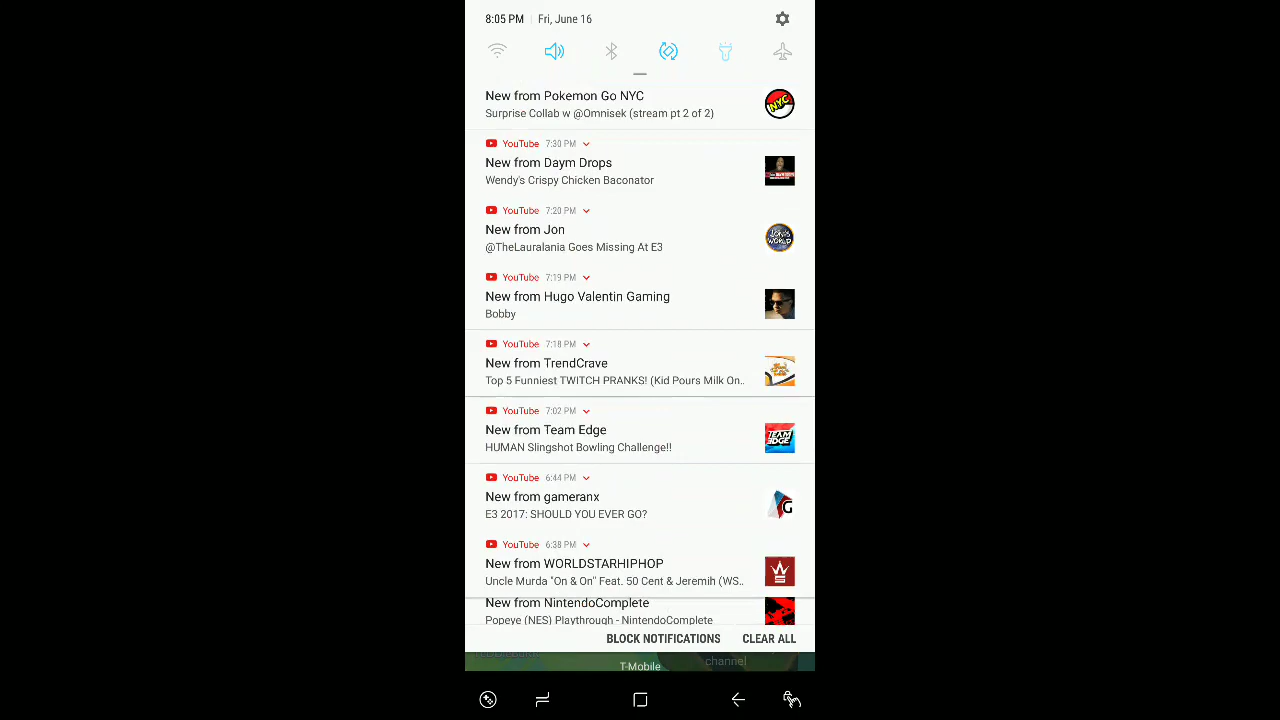 8:05 PM | Fri, June 16
New from Pokemon Go NYC
Surprise Collab w @Omnisek (stream pt 2 of 2)
NYC
YouTube 7:30 PM
New from Daym Drops
Wendy's Crispy Chicken Baconator
YouTube 7:20 PM
New from Jon
@TheLauralania Goes Missing At E3
JON'S WORLD
YouTube 7:19 PM
New from Hugo Valentin Gaming
Bobby
YouTube 7:18 PM
New from TrendCrave
Top 5 Funniest TWITCH PRANKS! (Kid Pours Milk On..
YouTube 7:02 PM
New from Team Edge
HUMAN Slingshot Bowling Challenge!!
TEAM EDGE
YouTube 6:44 PM
New from gameranx
E3 2017: SHOULD YOU EVER GO?
G
YouTube 6:38 PM
New from WORLDSTARHIPHOP
Uncle Murda "On & On" Feat. 50 Cent & Jeremih (WS..
New from NintendoComplete
Popeye (NES) Playthrough - NintendoComplete
BLOCK NOTIFICATIONS CLEAR ALL
T-Mobile
channel